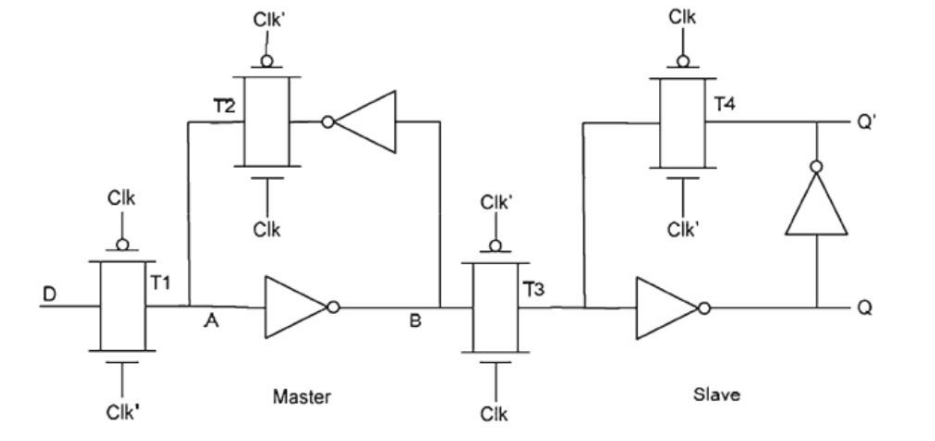 Clk'
Clk
T2
T4
Q'
Clk
Clk'
Clk
Clk'
D
T1
T3
A
B
Q
Clk'
Master
Clk
Slave